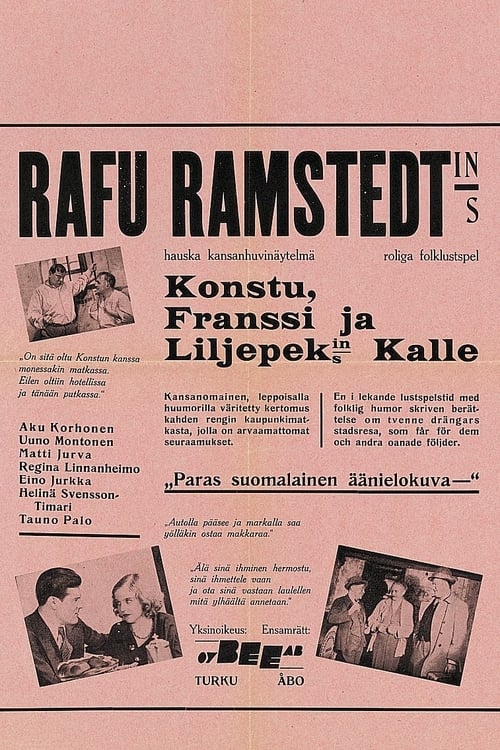 RAFU RAMSTEDT IN/S
hauska kansanhuvinäytelmä
roliga folklustspel
Konstu,
Franssi ja
Liljepek in/s Kalle
„On sitä oltu Konstun kanssa
monessakin matkassa.
Eilen oltiin hotellissa
ja tänään putkassa.“
Kansanomainen, leppoisalla
huumorilla väritetty kertomus
kahden rengin kaupunkimat-
kasta, jolla on arvaamattomat
seuraamukset.
En i lekande lustspelstid med
folklig humor skriven berätt-
telse om tvenne drängars
stadsresa, som får för dem
och andra oanade följder.
Aku Korhonen
Uuno Montonen
Matti Jurva
Regina Linnanheimo
Eino Jurkka
Helinä Svensson-
Timari
Tauno Palo
„Paras suomalainen äänielokuva—“
„Autolla pääsee ja markalla saa
yölläkin ostaa makkaraa.“
„Älä sinä ihminen hermostu,
sinä ihmettele vaan
ja ota sinä vastaan laulellen
mitä ylhäältä annetaan.“
Yksinoikeus: Ensamrätt:
OY BEE AB
TURKU ÅBO